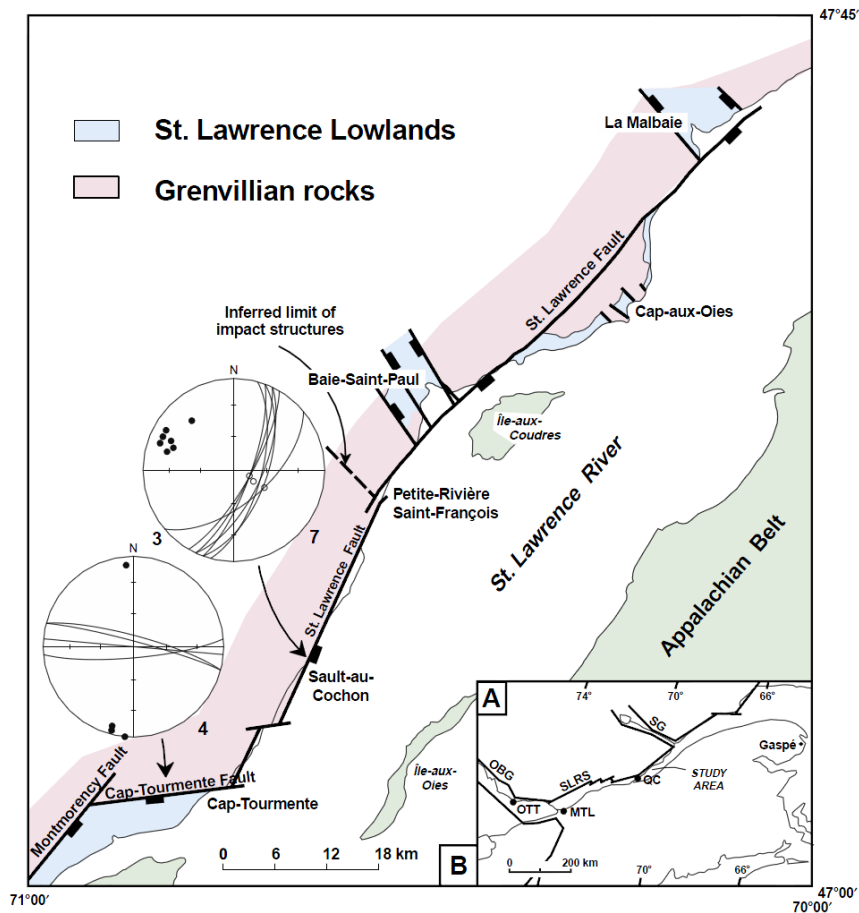 47°45'
St. Lawrence Lowlands
Grenvillian rocks
La Malbaie
St. Lawrence Fault
Cap-aux-Oies
Inferred limit of
impact structures
Baie-Saint-Paul
Île-aux-
Coudres
N
3
7
Petite-Rivière
Saint-François
St. Lawrence River
Appalachian Belt
St. Lawrence Fault
N
4
Sault-au-
Cochon
Montmorency Fault
Cap-Tourmente Fault
Cap-Tourmente
Île-aux-
Oies
0 6 12 18 km
B
A
74° 70° 66°
SG
Gaspé
OBG
SLRS
QC
STUDY
AREA
OTT
MTL
0 200 km
70° 66°
71°00'
47°00'
70°00'